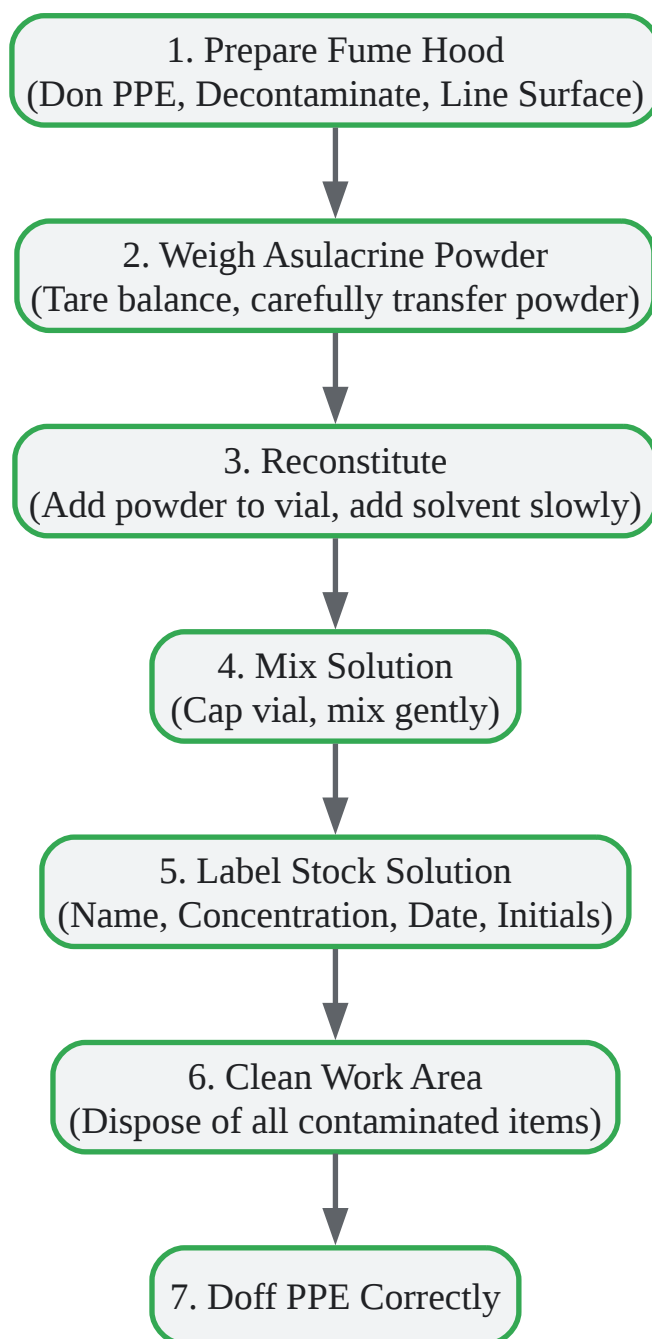 1. Prepare Fume Hood
(Don PPE, Decontaminate, Line Surface)
2. Weigh Asulacrine Powder
(Tare balance, carefully transfer powder)
3. Reconstitute
(Add powder to vial, add solvent slowly)
4. Mix Solution
(Cap vial, mix gently)
5. Label Stock Solution
(Name, Concentration, Date, Initials)
6. Clean Work Area
(Dispose of all contaminated items)
7. Doff PPE Correctly